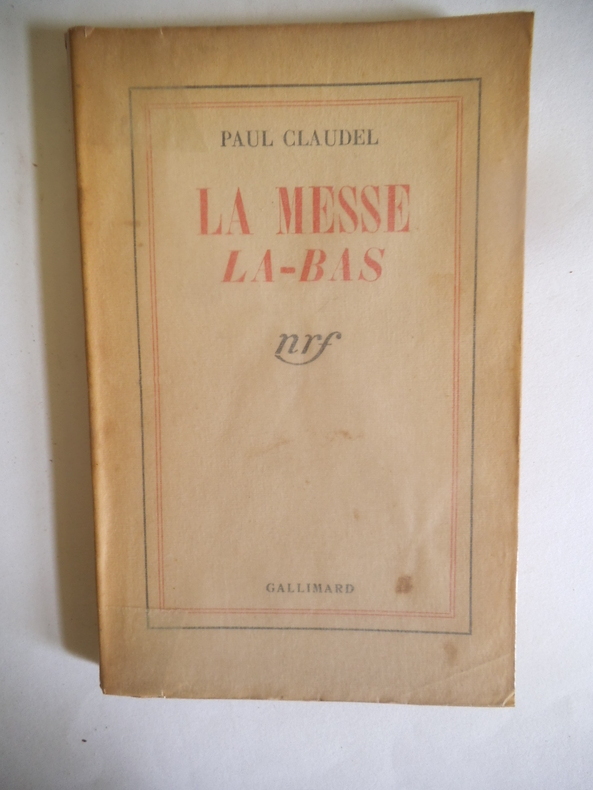 PAUL CLAUDEL
LA MESSE
LA-BAS
nrf
GALLIMARD